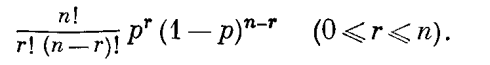 n! / r! (n−r)! p^r (1−p)^{n−r} (0⩽r⩽n).